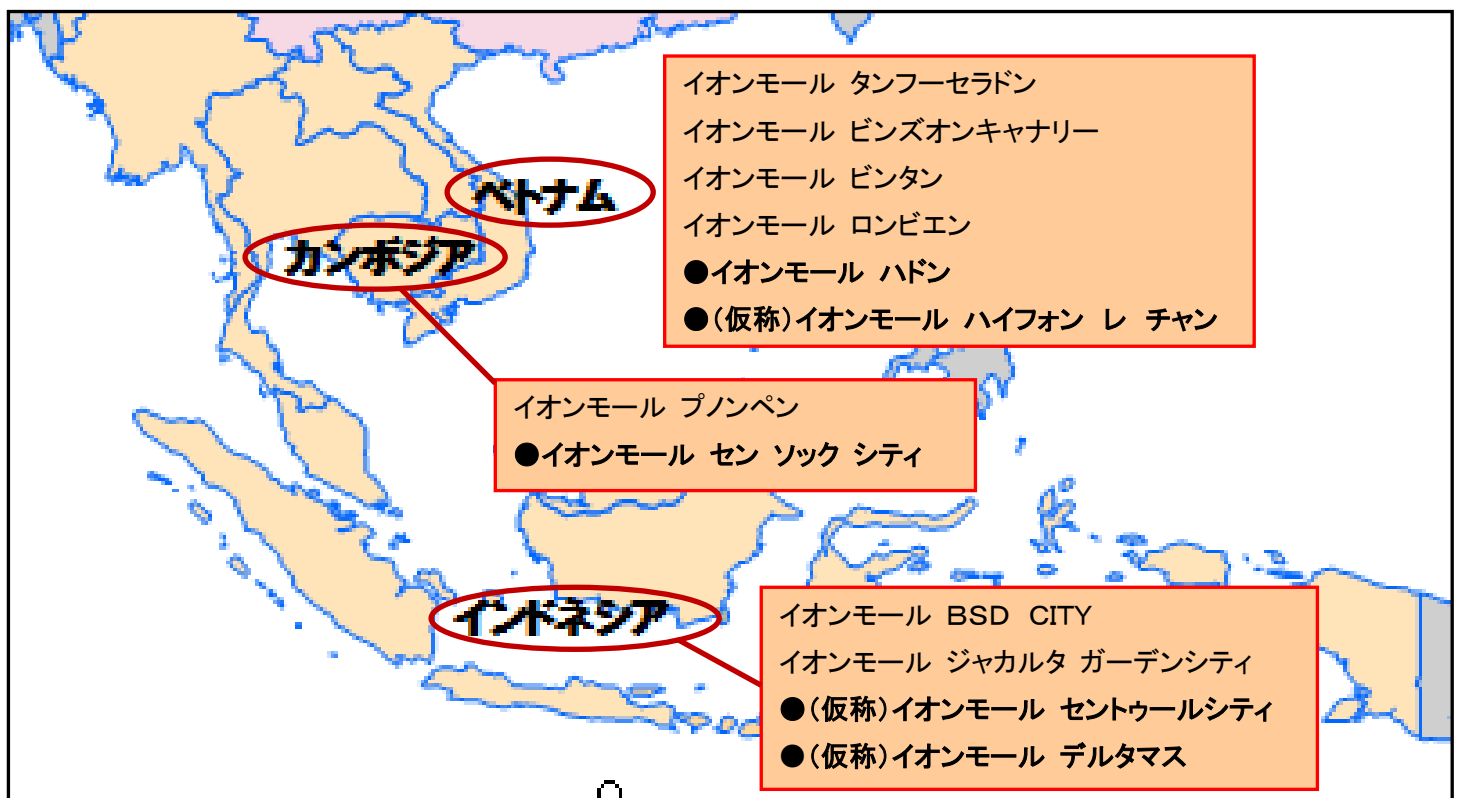 ベトナム
イオンモール タンフーセラドン
イオンモール ビンズオンキャナリー
イオンモール ビンタン
イオンモール ロンビエン
●イオンモール ハドン
●(仮称)イオンモール ハイフォン レ チャン
カンボジア
イオンモール プノンペン
●イオンモール セン ソック シティ
インドネシア
イオンモール BSD CITY
イオンモール ジャカルタ ガーデンシティ
●(仮称)イオンモール セントゥールシティ
●(仮称)イオンモール デルタマス